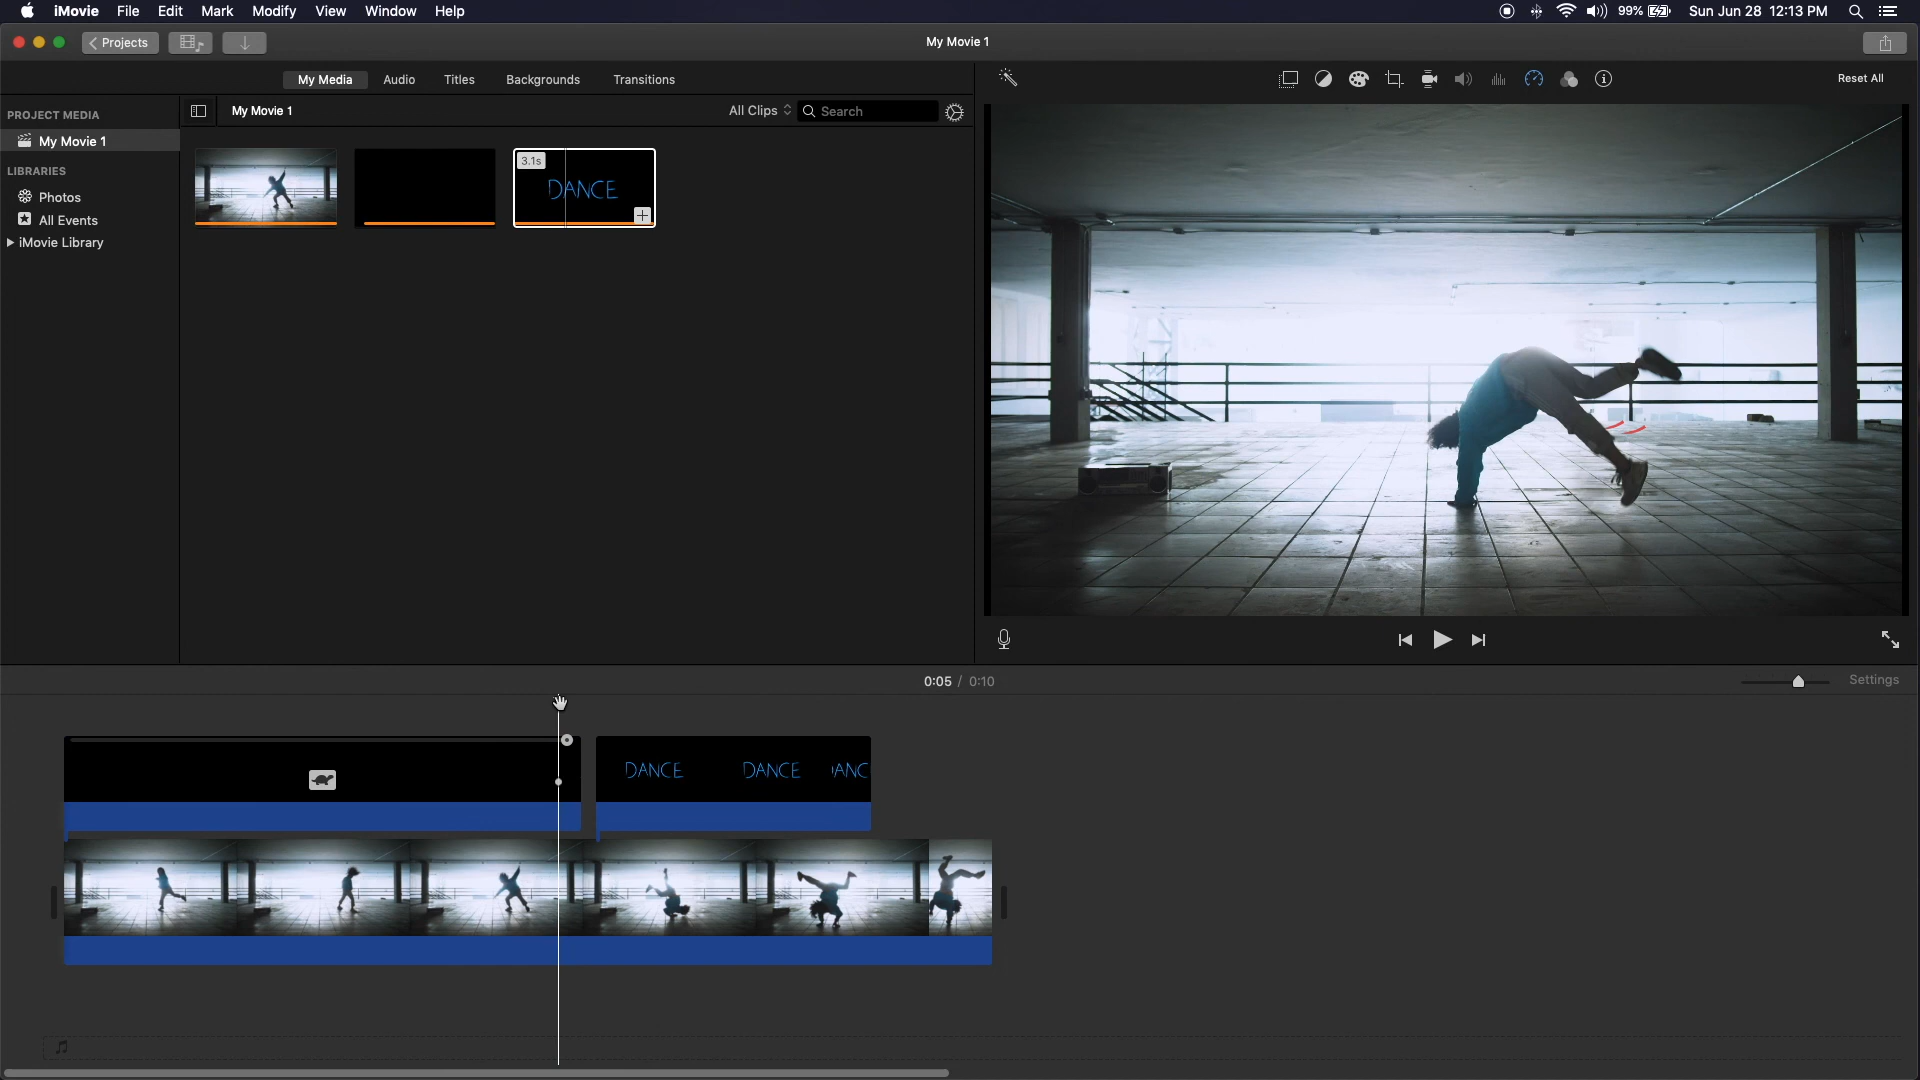 iMovie File Edit Mark Modify View Window Help 99% Sun Jun 28 12:13 PM
Projects My Movie 1
My Media Audio Titles Backgrounds Transitions Reset All
PROJECT MEDIA My Movie 1 All Clips Search
My Movie 1
3.1s
LIBRARIES
DANCE
Photos
All Events
iMovie Library
0:05 / 0:10 Settings
DANCE DANCE DANC